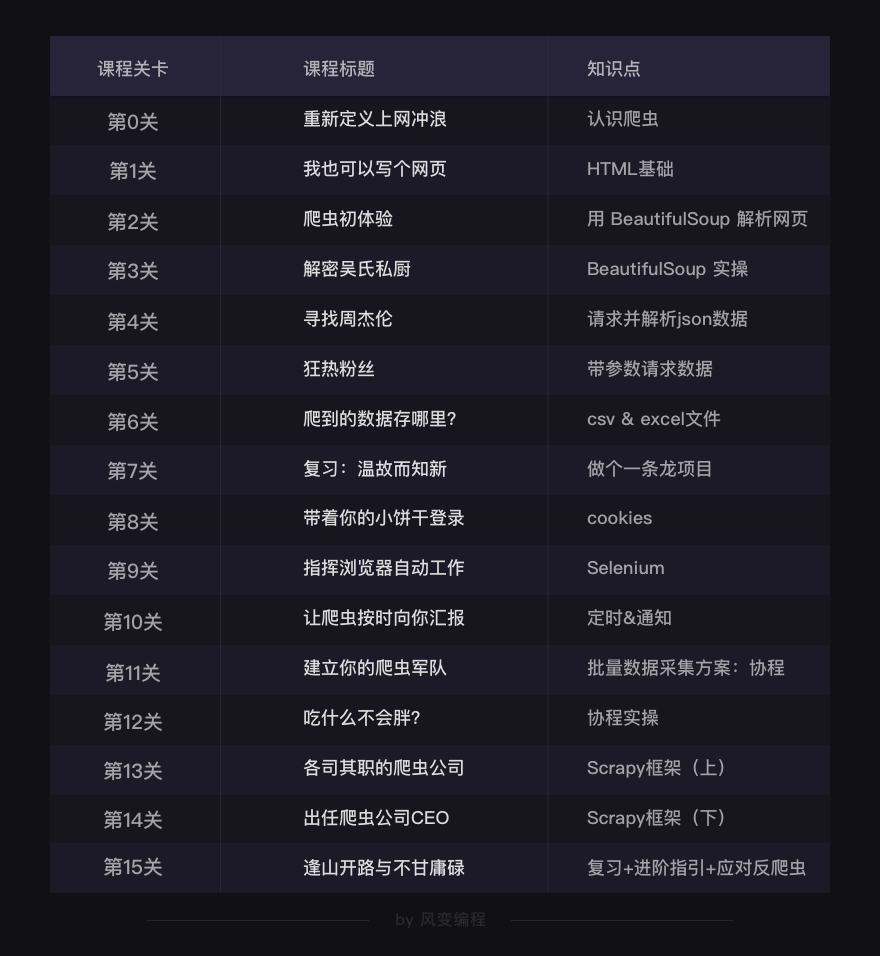 课程关卡 课程标题 知识点
第0关 重新定义上网冲浪 认识爬虫
第1关 我也可以写个网页 HTML基础
第2关 爬虫初体验 用 BeautifulSoup 解析网页
第3关 解密吴氏私厨 BeautifulSoup 实操
第4关 寻找周杰伦 请求并解析json数据
第5关 狂热粉丝 带参数请求数据
第6关 爬到的数据存哪里? csv & excel文件
第7关 复习：温故而知新 做个一条龙项目
第8关 带着你的小饼干登录 cookies
第9关 指挥浏览器自动工作 Selenium
第10关 让爬虫按时向你汇报 定时&通知
第11关 建立你的爬虫军队 批量数据采集方案：协程
第12关 吃什么不会胖? 协程实操
第13关 各司其职的爬虫公司 Scrapy框架（上）
第14关 出任爬虫公司CEO Scrapy框架（下）
第15关 逢山开路与不甘庸碌 复习+进阶指引+应对反爬虫
by 风变编程